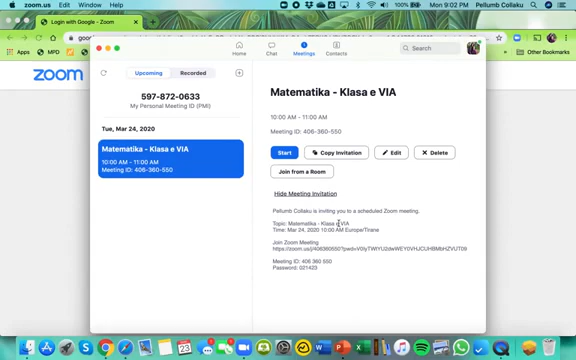 zoom.us Edit Window Help
100% Mon 9:02 PM Pellumb Collaku
Login with Google - Zoom
Apps MPD Other Bookmarks
zoom
Home Chat Meetings Contacts Search
Upcoming Recorded
597-872-0633
My Personal Meeting ID (PMI)
Tue, Mar 24, 2020
Matematika - Klasa e VIA
10:00 AM - 11:00 AM
Meeting ID: 406-360-550
Matematika - Klasa e VIA
10:00 AM - 11:00 AM
Meeting ID: 406-360-550
Start Copy Invitation Edit Delete
Join from a Room
Hide Meeting Invitation
Pellumb Collaku is inviting you to a scheduled Zoom meeting.
Topic: Matematika - Klasa e VIA
Time: Mar 24, 2020 10:00 AM Europe/Tirane
Join Zoom Meeting
Meeting ID: 406 360 550
Password: 021423